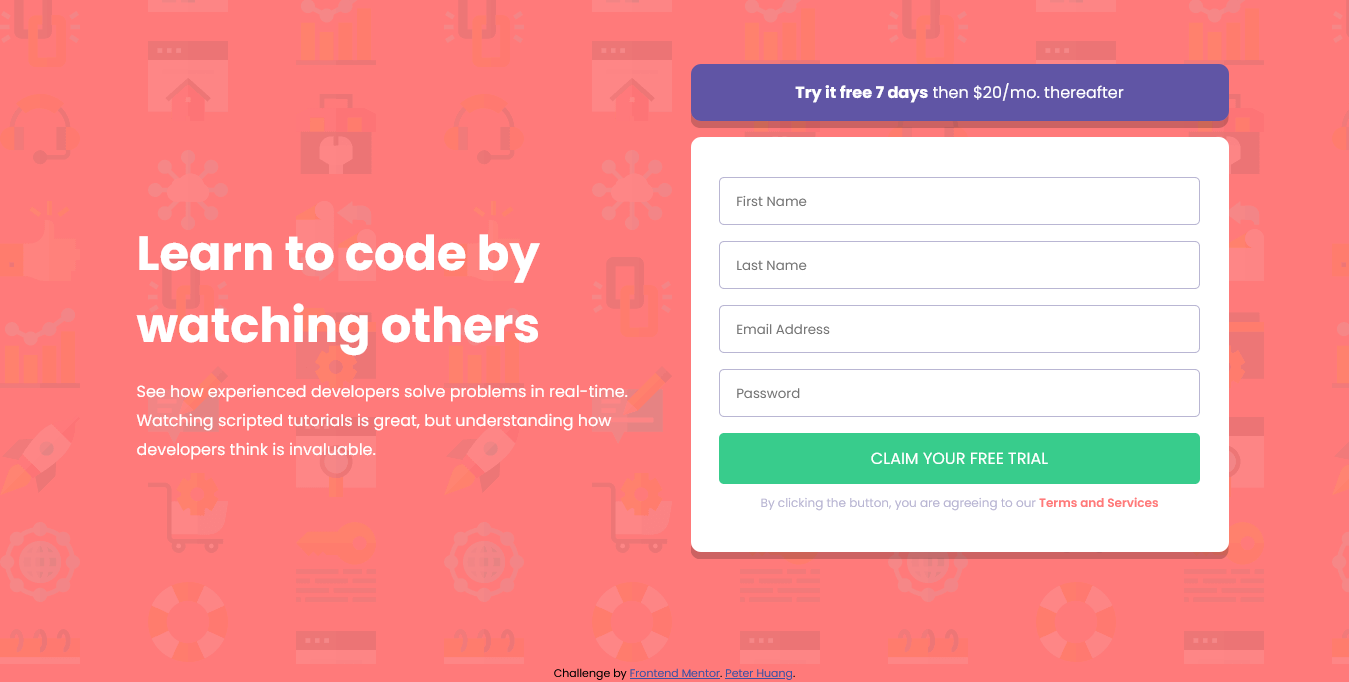 Learn to code by
watching others
See how experienced developers solve problems in real-time.
Watching scripted tutorials is great, but understanding how
developers think is invaluable.
Try it free 7 days then $20/mo. thereafter
First Name
Last Name
Email Address
Password
CLAIM YOUR FREE TRIAL
By clicking the button, you are agreeing to our Terms and Services
Challenge by Frontend Mentor. Peter Huang.